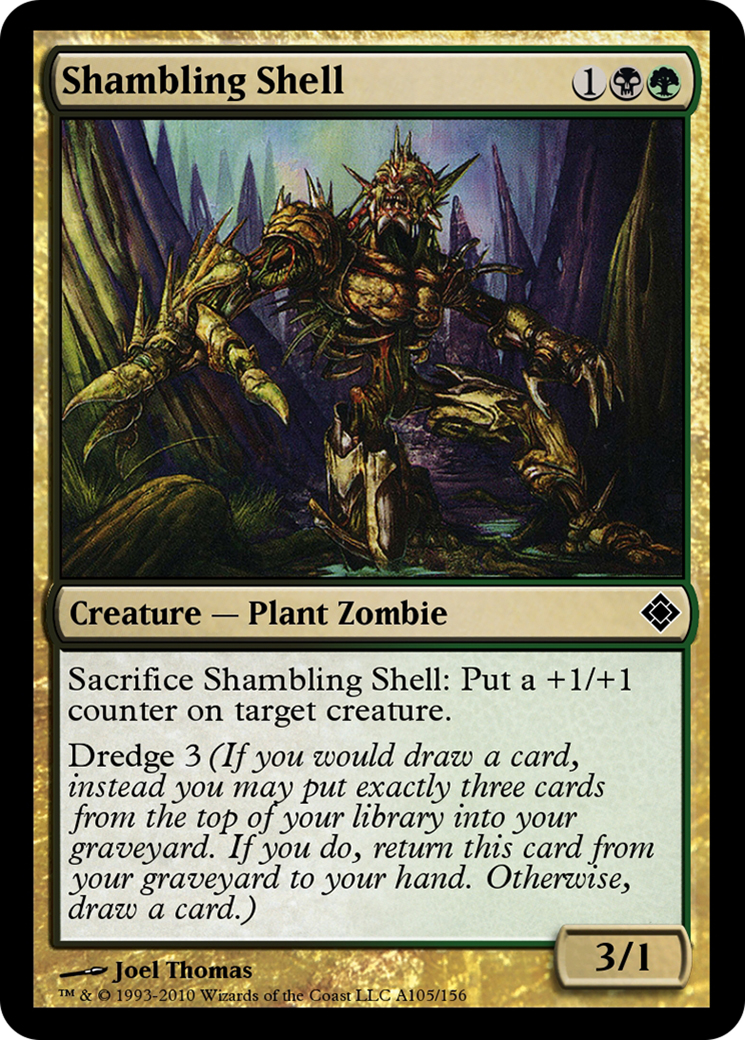 Shambling Shell 1
Creature — Plant Zombie
Sacrifice Shambling Shell: Put a +1/+1
counter on target creature.
Dredge 3 (If you would draw a card,
instead you may put exactly three cards
from the top of your library into your
graveyard. If you do, return this card from
your graveyard to your hand. Otherwise,
draw a card.)
3/1
Joel Thomas
™ & © 1993-2010 Wizards of the Coast LLC A105/156